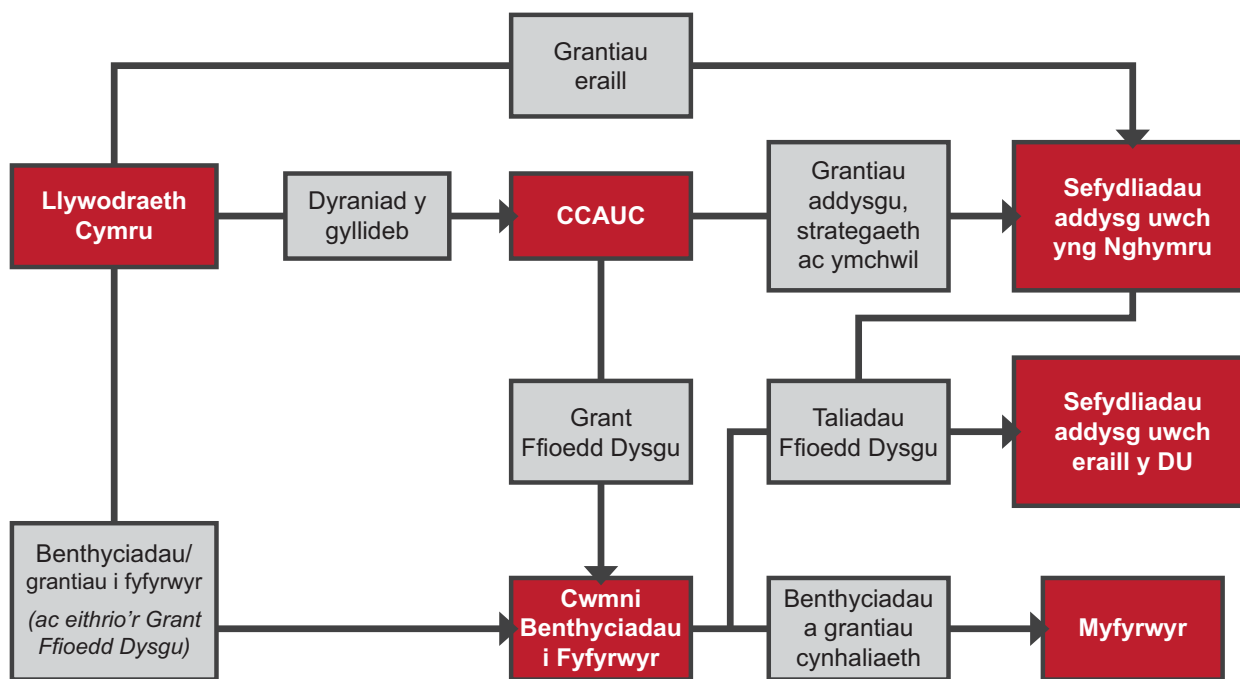 Grantiau
eraill
Llywodraeth
Cymru
Dyraniad y
gyllideb
CCAUC
Grantiau
addysgu,
strategaeth
ac ymchwil
Sefydliadau
addysg uwch
yng Nghymru
Grant
Ffioedd Dysgu
Taliadau
Ffioedd Dysgu
Sefydliadau
addysg uwch
eraill y DU
Benthyciadau/
grantiau i fyfyrwyr
(ac eithrio’r Grant
Ffioedd Dysgu)
Cwmni
Benthyciadau
i Fyfyrwyr
Benthyciadau
a grantiau
cynhaliaeth
Myfyrwyr